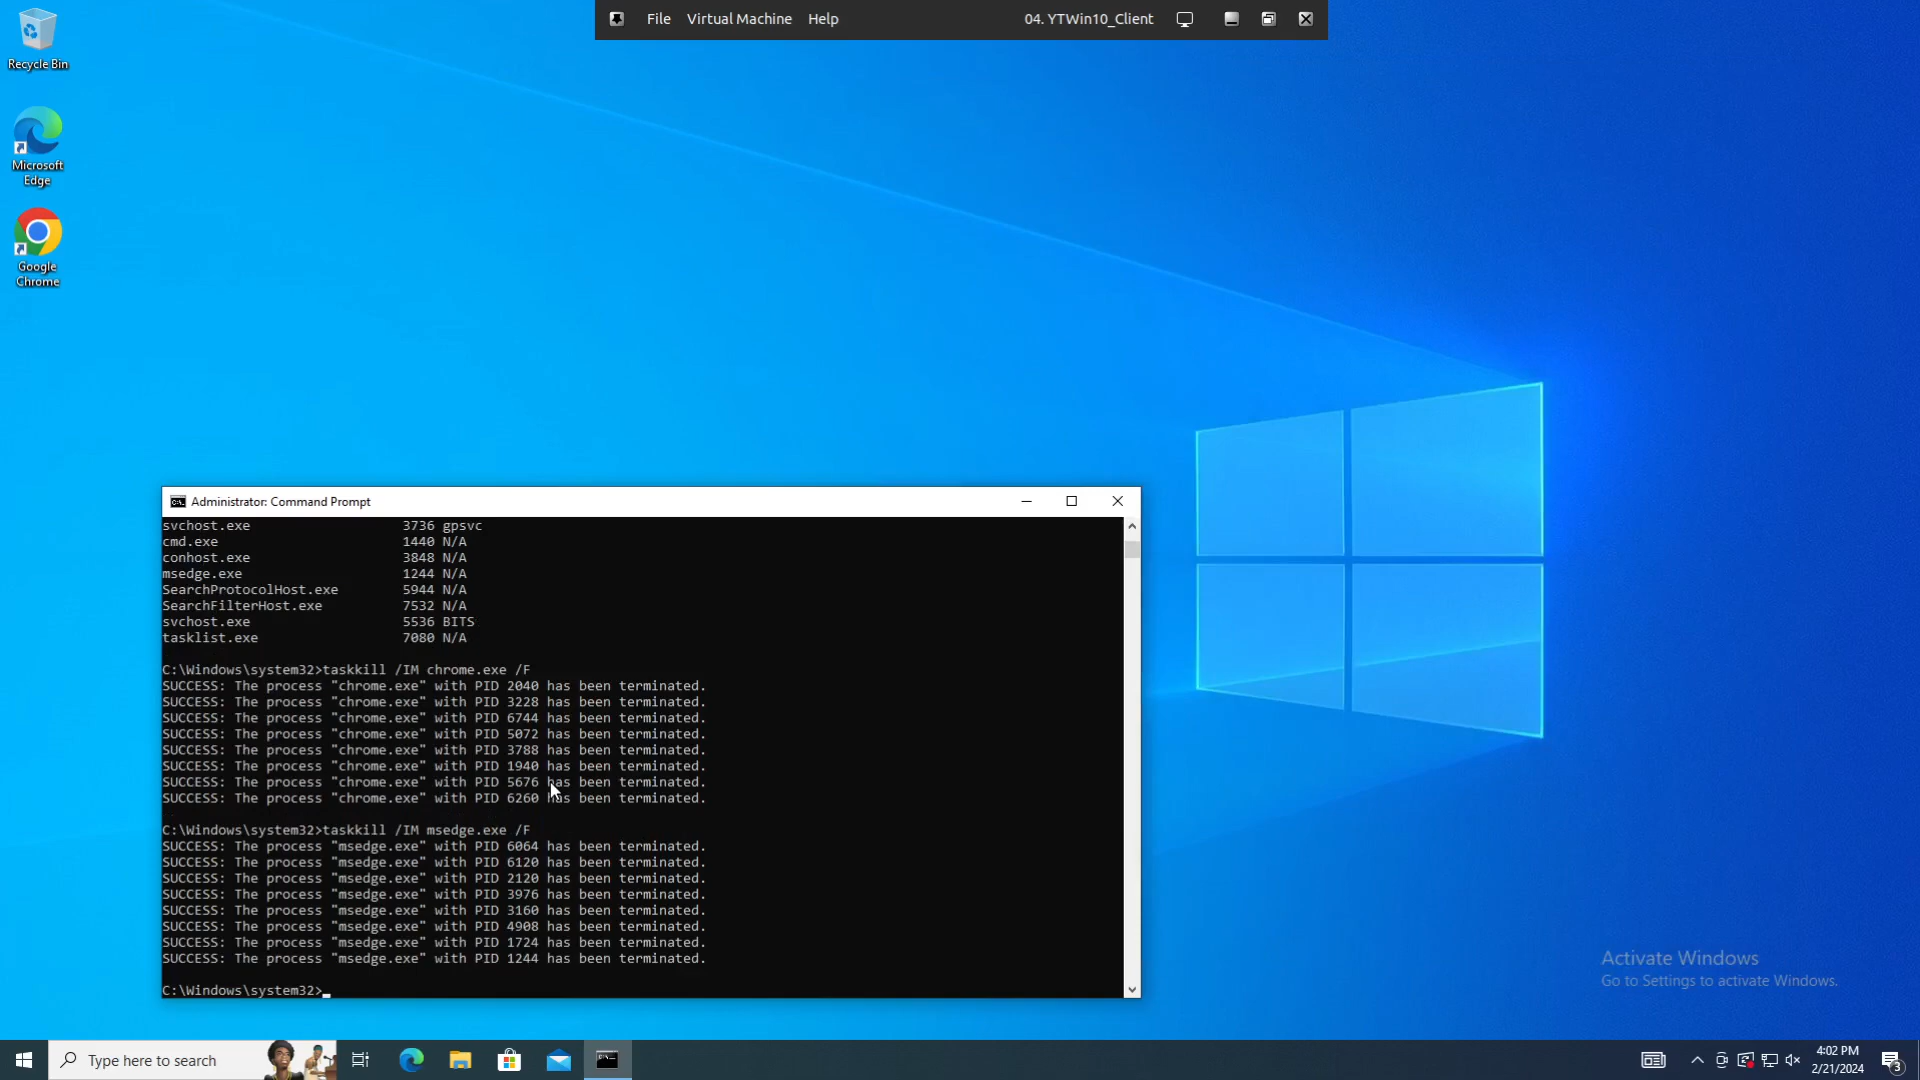 File Virtual Machine Help 04. YTWin10_Client
Recycle Bin
Microsoft
Edge
Google
Chrome
Administrator: Command Prompt
svchost.exe 3736 gpsvc
cmd.exe 1440 N/A
conhost.exe 3848 N/A
msedge.exe 1244 N/A
SearchProtocolHost.exe 5944 N/A
SearchFilterHost.exe 7532 N/A
svchost.exe 5536 BITS
tasklist.exe 7080 N/A
C:\Windows\system32>taskkill /IM chrome.exe /F
SUCCESS: The process "chrome.exe" with PID 2040 has been terminated.
SUCCESS: The process "chrome.exe" with PID 3228 has been terminated.
SUCCESS: The process "chrome.exe" with PID 6744 has been terminated.
SUCCESS: The process "chrome.exe" with PID 5072 has been terminated.
SUCCESS: The process "chrome.exe" with PID 3788 has been terminated.
SUCCESS: The process "chrome.exe" with PID 1940 has been terminated.
SUCCESS: The process "chrome.exe" with PID 5676 has been terminated.
SUCCESS: The process "chrome.exe" with PID 6260 has been terminated.
C:\Windows\system32>taskkill /IM msedge.exe /F
SUCCESS: The process "msedge.exe" with PID 6064 has been terminated.
SUCCESS: The process "msedge.exe" with PID 6120 has been terminated.
SUCCESS: The process "msedge.exe" with PID 2120 has been terminated.
SUCCESS: The process "msedge.exe" with PID 3976 has been terminated.
SUCCESS: The process "msedge.exe" with PID 3160 has been terminated.
SUCCESS: The process "msedge.exe" with PID 4908 has been terminated.
SUCCESS: The process "msedge.exe" with PID 1724 has been terminated.
SUCCESS: The process "msedge.exe" with PID 1244 has been terminated.
C:\Windows\system32>
Activate Windows
Go to Settings to activate Windows.
Type here to search
4:02 PM
2/21/2024
3